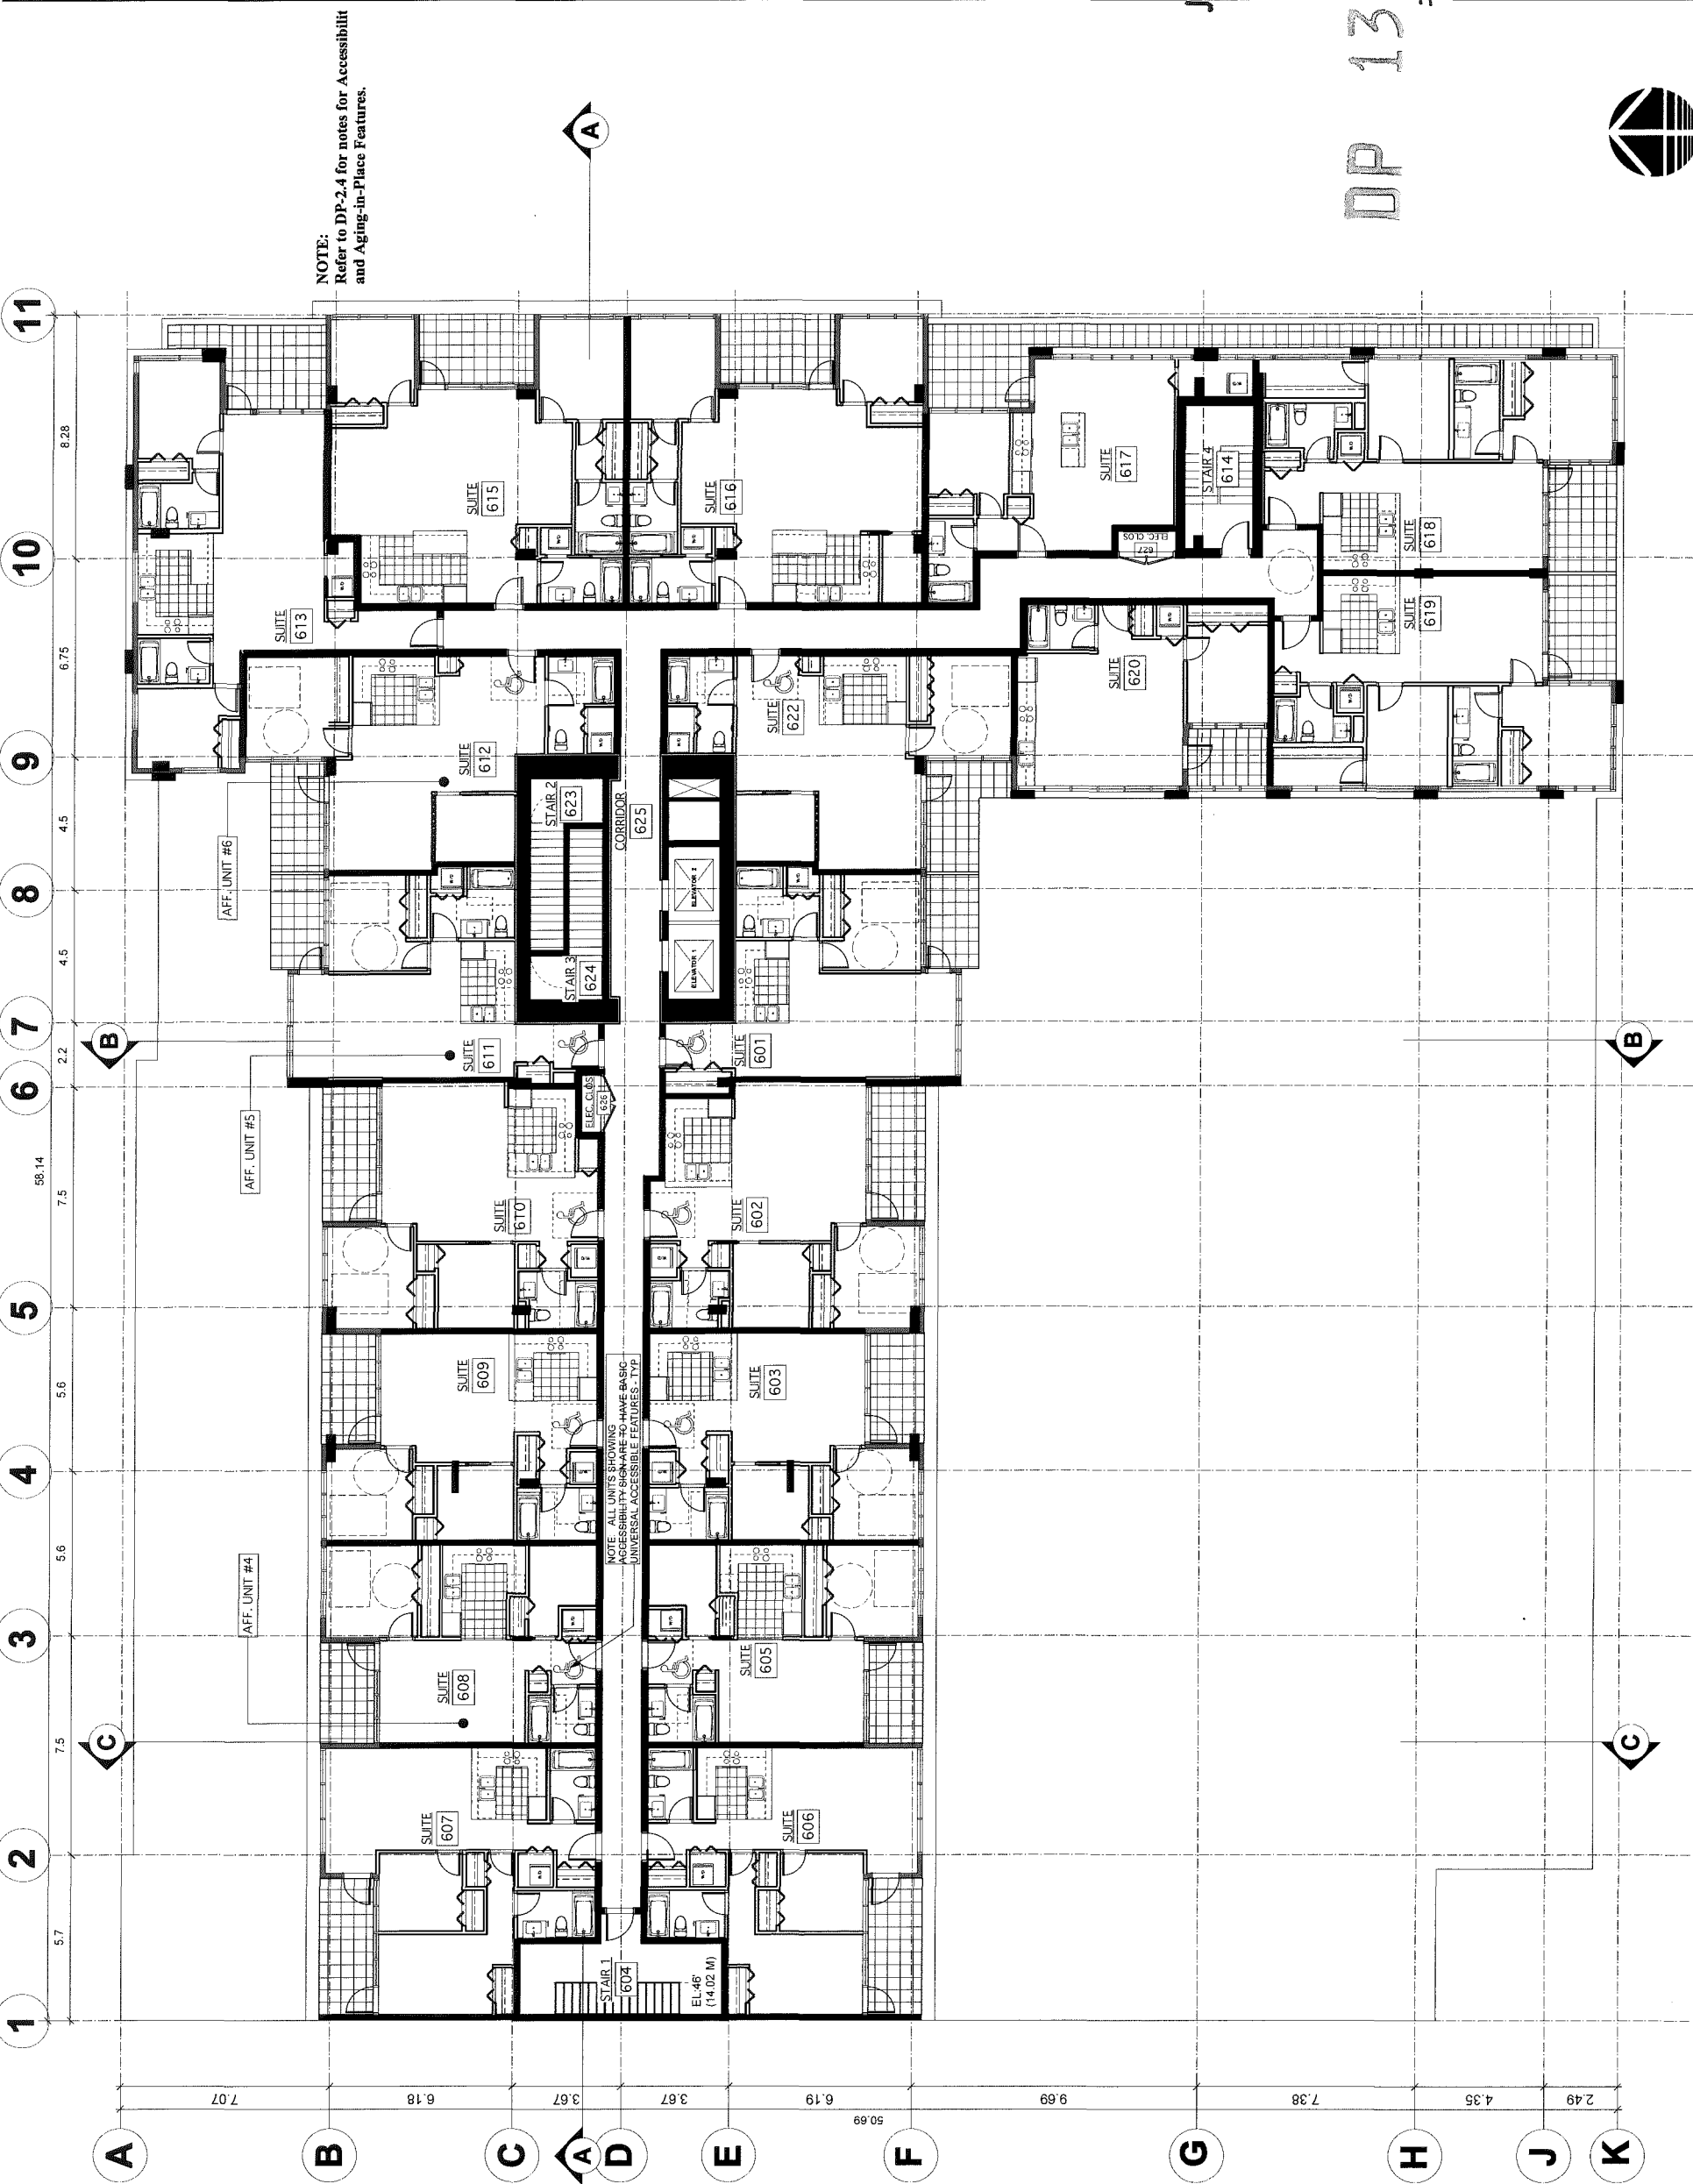 NOTE:
Refer to DP-2.4 for notes for Accessibilit
and Aging-in-Place Features.
DP 13
11
10
9
8
7
6
5
4
3
2
1
8.28
6.75
4.5
4.5
2.2
7.5
5.6
5.6
7.5
5.7
58.14
A
B
C
D
E
F
G
H
J
K
7.07
6.18
3.67
3.67
6.19
9.69
7.38
4.35
2.49
50.69
A
A
B
B
C
C
AFF. UNIT #6
AFF. UNIT #5
AFF. UNIT #4
SUITE
613
SUITE
615
SUITE
616
SUITE
617
STAIR 4
614
ELEC. CLOS
627
SUITE
618
SUITE
619
SUITE
620
SUITE
612
SUITE
622
STAIR 2
623
CORRIDOR
625
STAIR 3
624
ELEVATOR 2
ELEVATOR 1
SUITE
611
SUITE
601
ELEC. CLOS
626
SUITE
610
SUITE
602
SUITE
609
SUITE
603
NOTE: ALL UNITS SHOWING
ACCESSIBILITY SIGN ARE TO HAVE BASIC
UNIVERSAL ACCESSIBLE FEATURES - TYP
SUITE
608
SUITE
605
SUITE
607
SUITE
606
STAIR 1
604
EL:46'
(14.02 M)